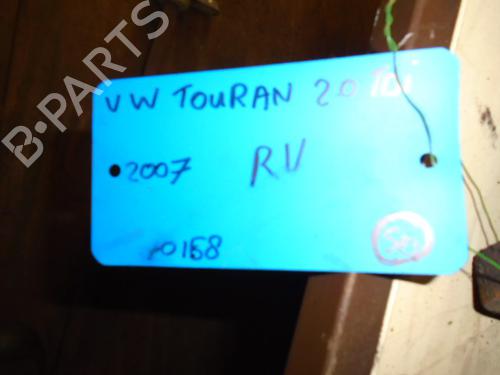 VW TOURAN 2.0 TDi
2007 RV
0158
B-PARTS